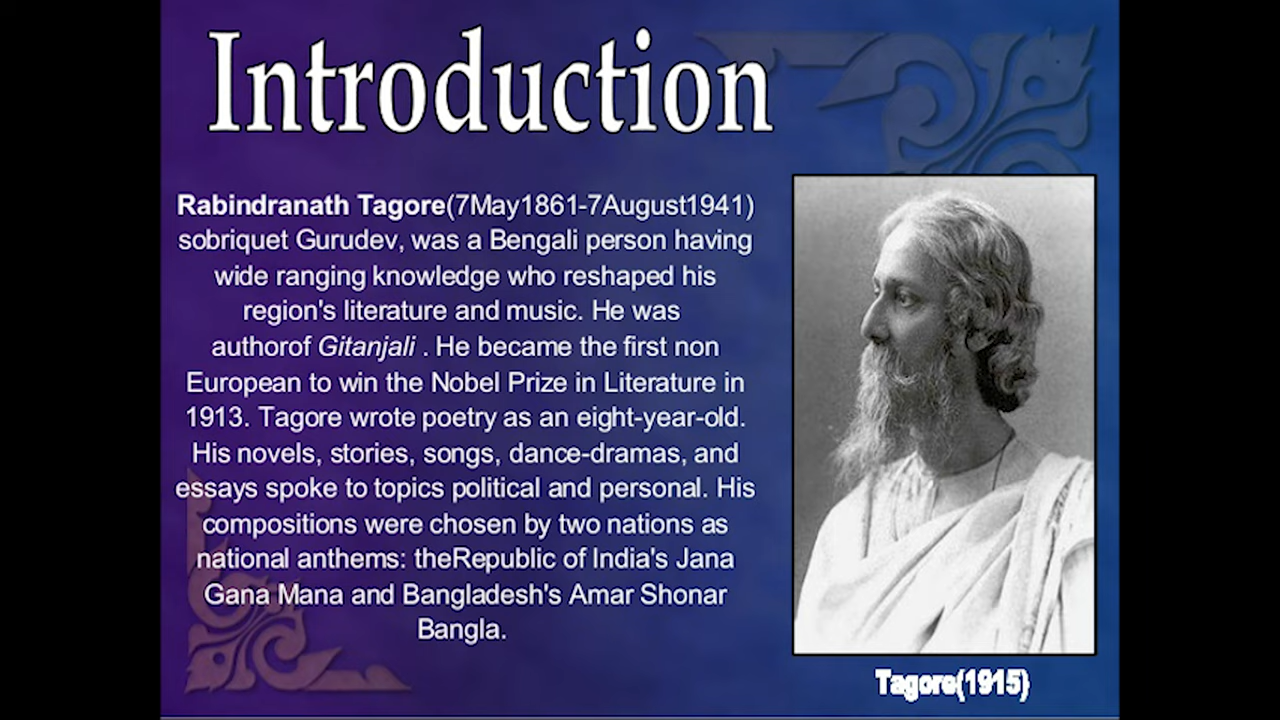 Introduction
Rabindranath Tagore(7May1861-7August1941)
sobriquet Gurudev, was a Bengali person having
wide ranging knowledge who reshaped his
region's literature and music. He was
authorof Gitanjali . He became the first non
European to win the Nobel Prize in Literature in
1913. Tagore wrote poetry as an eight-year-old.
His novels, stories, songs, dance-dramas, and
essays spoke to topics political and personal. His
compositions were chosen by two nations as
national anthems: theRepublic of India's Jana
Gana Mana and Bangladesh's Amar Shonar
Bangla.
Tagore(1915)